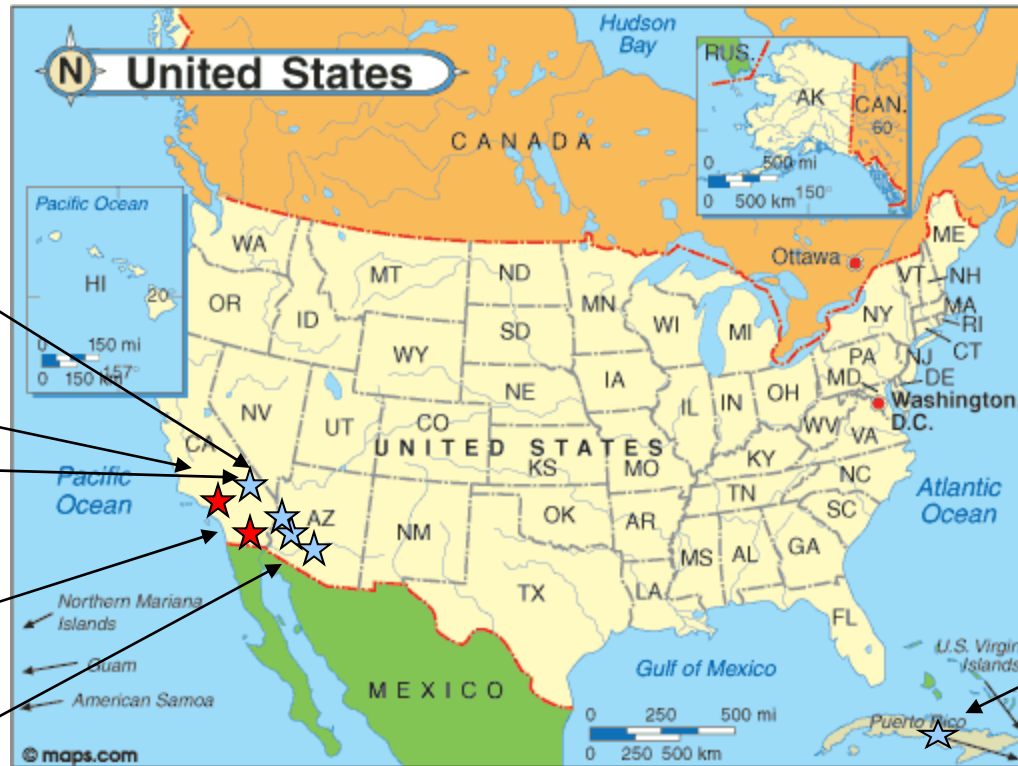 Hudson
Bay
N
United States
RUS.
AK
CAN.
60
0 500 mi
0 500 km
150°
CANADA
Pacific Ocean
HI
20°
0 150 mi
0 150 km
157°
Ottawa
ME
WA
MT
ND
MN
VT
NH
OR
ID
SD
WI
MI
NY
MA
RI
CT
WY
IA
PA
NJ
NE
OH
MD
DE
Washington,
D.C.
NV
UT
CO
IL
IN
WV
VA
CA
UNITED STATES
KS
MO
KY
NC
Pacific
Ocean
Atlantic
Ocean
TN
AZ
NM
OK
AR
SC
MS
AL
GA
TX
LA
FL
Northern Mariana
Islands
Guam
American Samoa
MEXICO
Gulf of Mexico
U.S. Virgin
Islands
0 250 500 mi
0 250 500 km
Puerto Rico
© maps.com